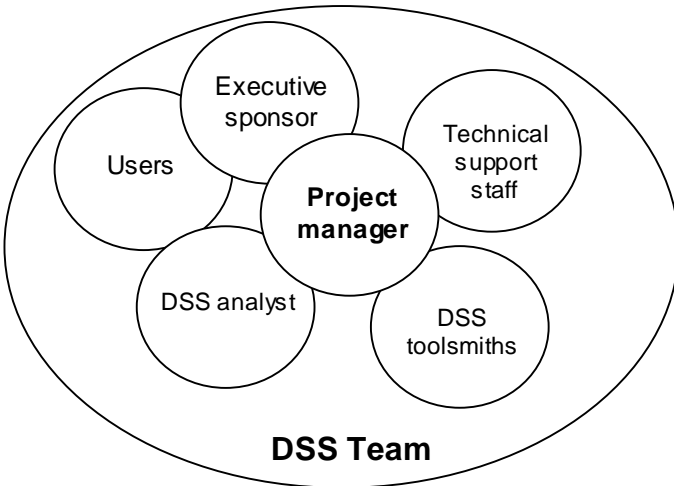 Executive
sponsor
Users
Technical
support
staff
Project
manager
DSS analyst
DSS
toolsmiths
DSS Team